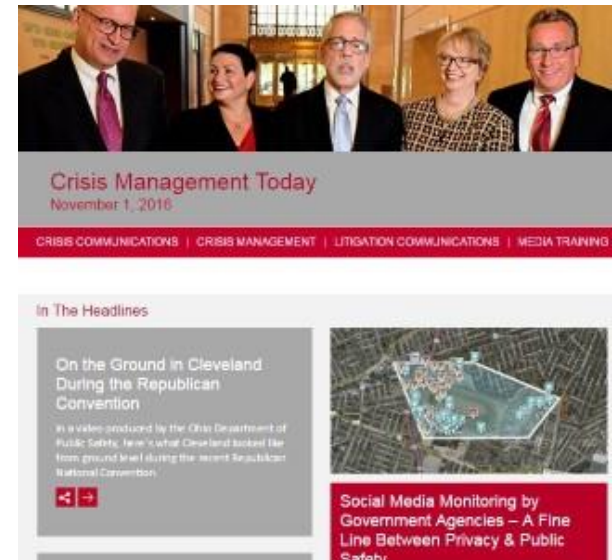 Crisis Management Today
November 1, 2016
CRISIS COMMUNICATIONS | CRISIS MANAGEMENT | LITIGATION COMMUNICATIONS | MEDIA TRAINING
In The Headlines
On the Ground in Cleveland
During the Republican
Convention
In a video produced by the Ohio Department of
Public Safety, here's what Cleveland looked like
from ground level during the recent Republican
National Convention.
Social Media Monitoring by
Government Agencies – A Fine
Line Between Privacy & Public
Safety